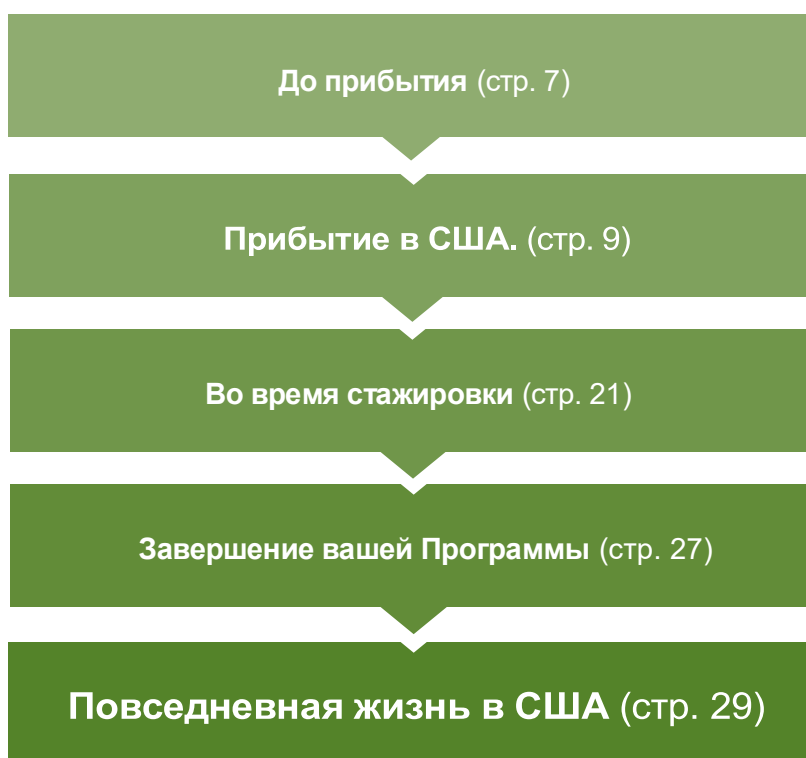 До прибытия (стр. 7)
Прибытие в США. (стр. 9)
Во время стажировки (стр. 21)
Завершение вашей Программы (стр. 27)
Повседневная жизнь в США (стр. 29)